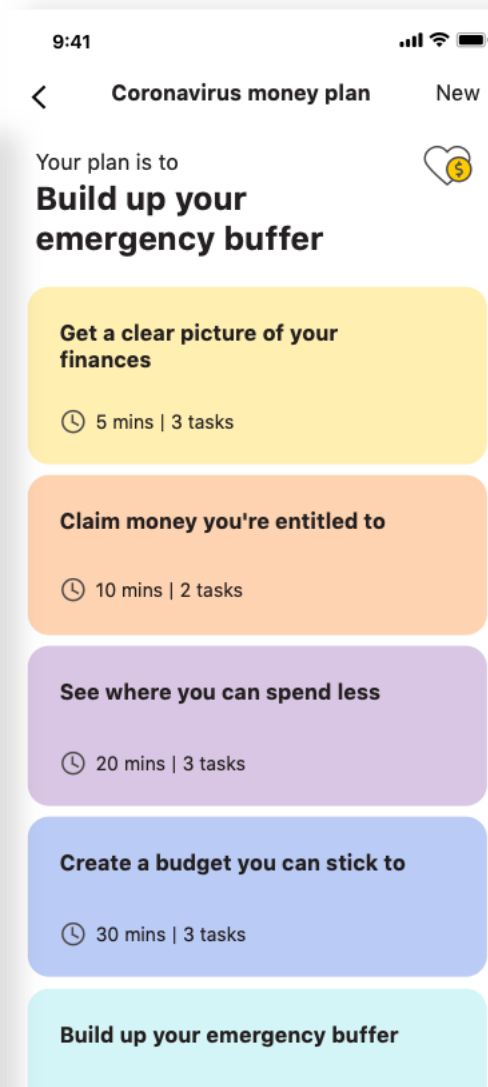 9:41
Coronavirus money plan New
Your plan is to
Build up your
emergency buffer
$
Get a clear picture of your
finances
5 mins | 3 tasks
Claim money you're entitled to
10 mins | 2 tasks
See where you can spend less
20 mins | 3 tasks
Create a budget you can stick to
30 mins | 3 tasks
Build up your emergency buffer